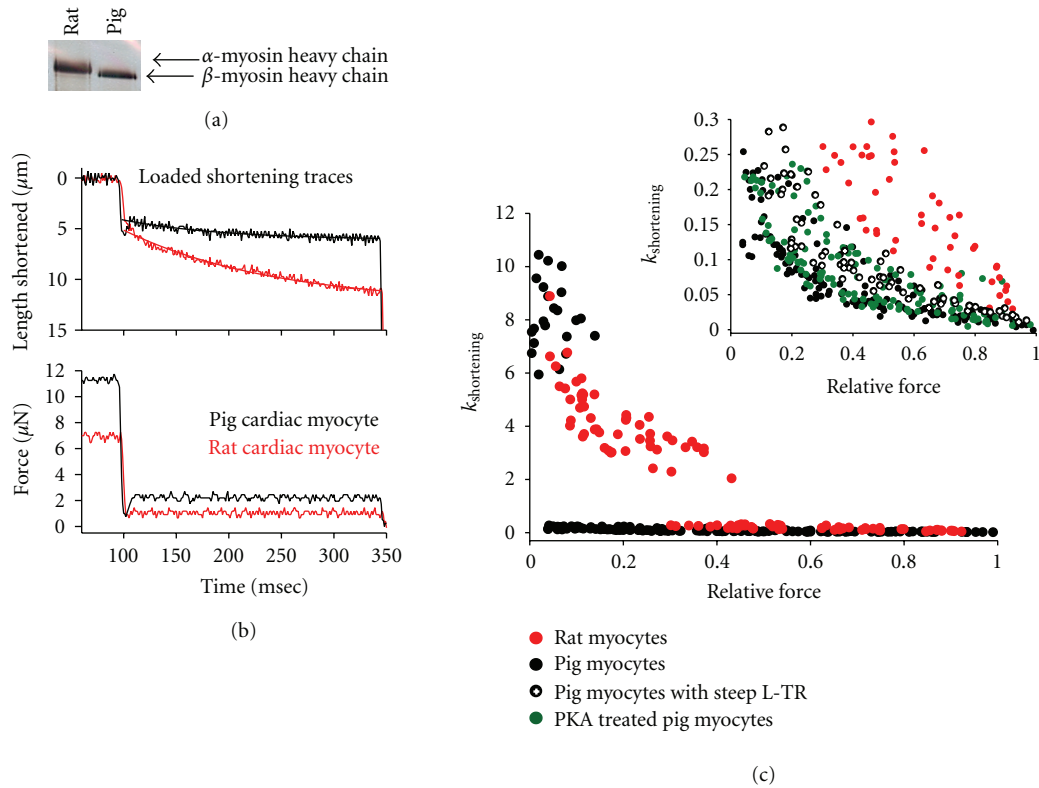 Rat
Pig
α-myosin heavy chain
β-myosin heavy chain
(a)
Length shortened (μm)
0
5
10
15
Loaded shortening traces
Force (μN)
12
10
8
6
4
2
0
Pig cardiac myocyte
Rat cardiac myocyte
100
150
200
250
300
350
Time (msec)
(b)
kshortening
0.3
0.25
0.2
0.15
0.1
0.05
0
0
0.2
0.4
0.6
0.8
1
Relative force
kshortening
12
10
8
6
4
2
0
0
0.2
0.4
0.6
0.8
1
Relative force
Rat myocytes
Pig myocytes
Pig myocytes with steep L-TR
PKA treated pig myocytes
(c)